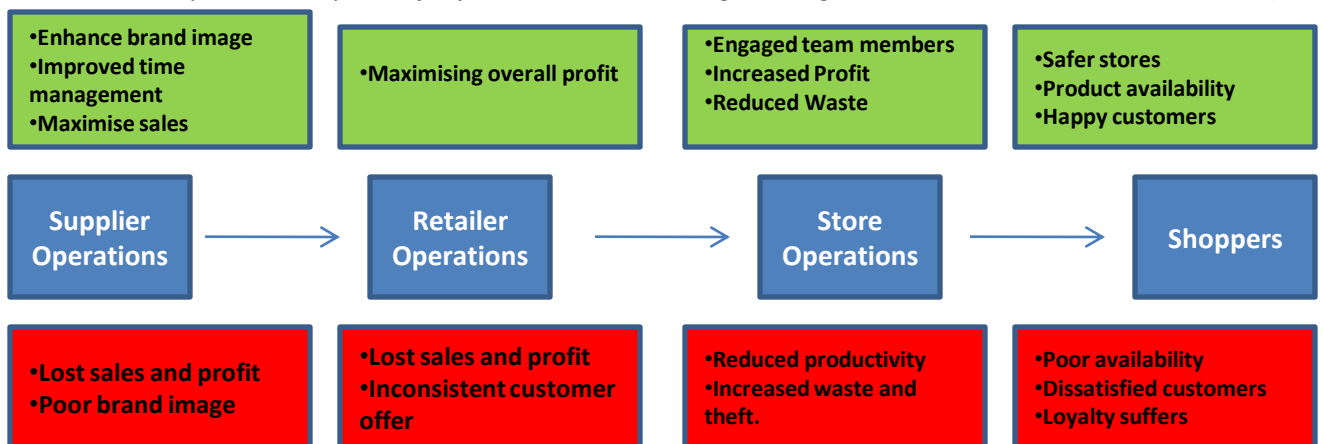 •Enhance brand image
•Improved time
management
•Maximise sales
•Maximising overall profit
•Engaged team members
•Increased Profit
•Reduced Waste
•Safer stores
•Product availability
•Happy customers
Supplier
Operations
Retailer
Operations
Store
Operations
Shoppers
•Lost sales and profit
•Poor brand image
•Lost sales and profit
•Inconsistent customer
offer
•Reduced productivity
•Increased waste and
theft.
•Poor availability
•Dissatisfied customers
•Loyalty suffers